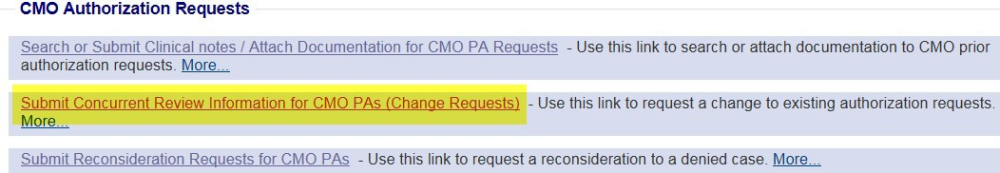 CMO Authorization Requests
Search or Submit Clinical notes / Attach Documentation for CMO PA Requests - Use this link to search or attach documentation to CMO prior
authorization requests. More...
Submit Concurrent Review Information for CMO PAs (Change Requests) - Use this link to request a change to existing authorization requests.
More...
Submit Reconsideration Requests for CMO PAs - Use this link to request a reconsideration to a denied case. More...